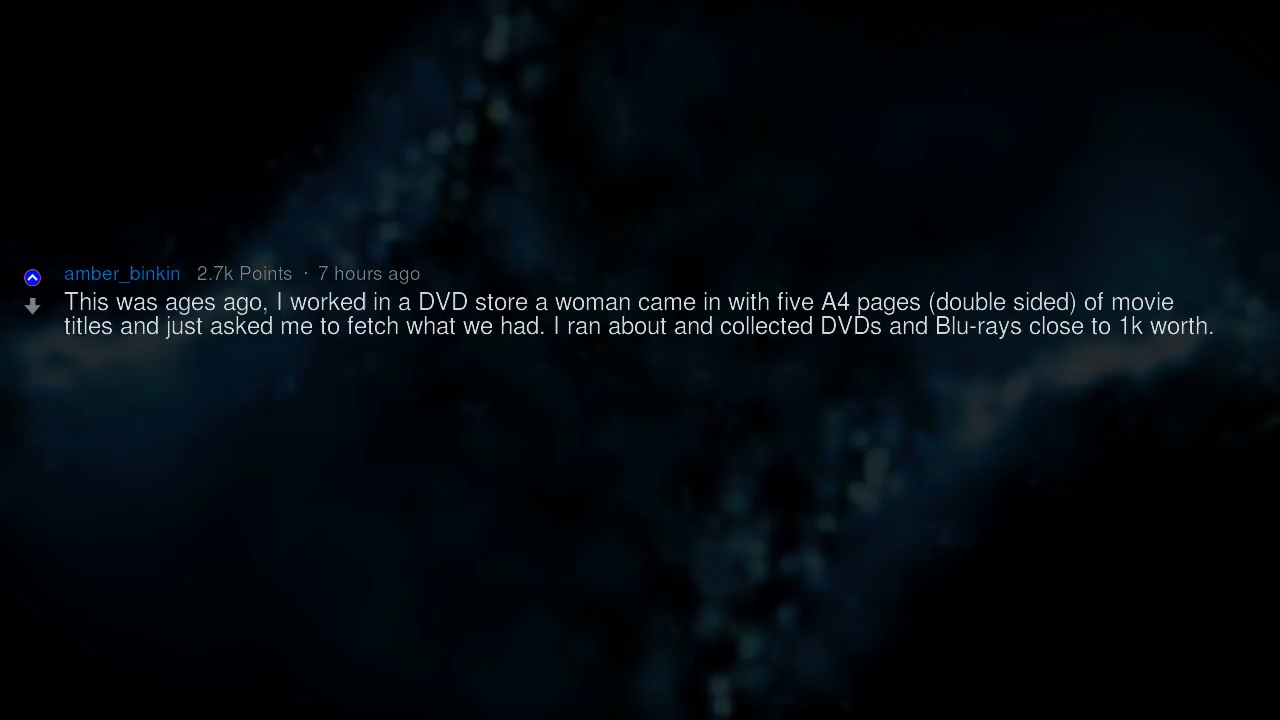 amber_binkin 2.7k Points · 7 hours ago
This was ages ago, I worked in a DVD store a woman came in with five A4 pages (double sided) of movie
titles and just asked me to fetch what we had. I ran about and collected DVDs and Blu-rays close to 1k worth.